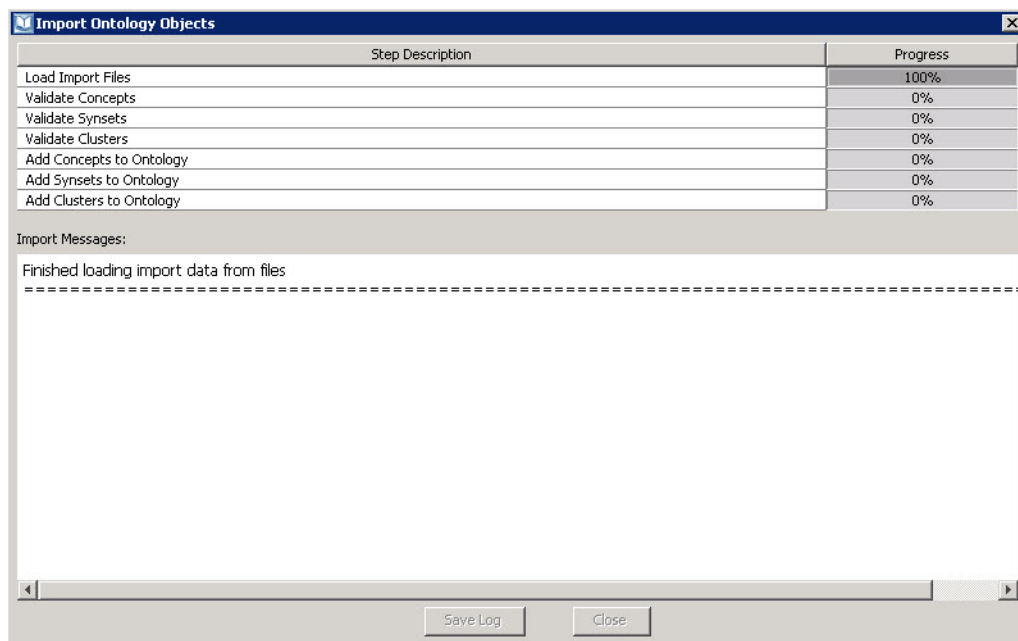 Import Ontology Objects
Step Description Progress
Load Import Files 100%
Validate Concepts 0%
Validate Synsets 0%
Validate Clusters 0%
Add Concepts to Ontology 0%
Add Synsets to Ontology 0%
Add Clusters to Ontology 0%
Import Messages:
Finished loading import data from files
=======================================================================================
Save Log Close